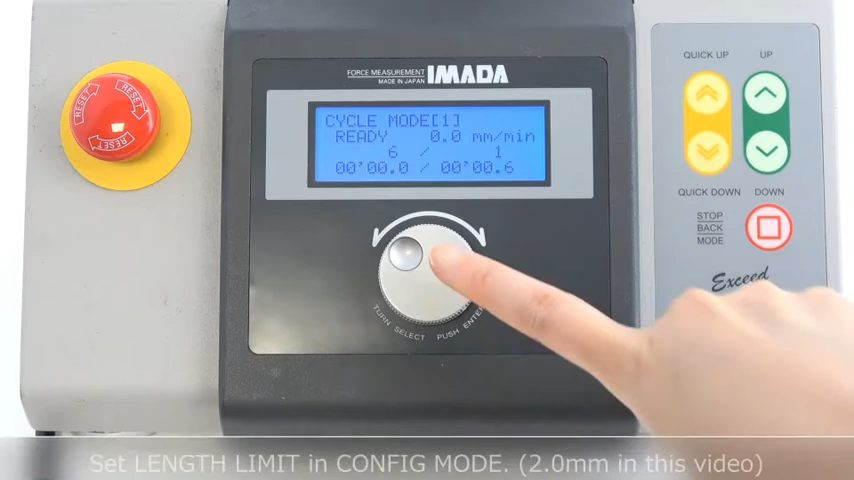 FORCE MEASUREMENT
MADE IN JAPAN
IMADA
RESET
RESET
RESET
CYCLE MODE[1]
READY 0.0 mm/min
6 / 1
00'00.0 / 00'00.6
TURN SELECT PUSH ENTER
QUICK UP
UP
QUICK DOWN
DOWN
STOP
BACK
MODE
Exceed
Set LENGTH LIMIT in CONFIG MODE. (2.0mm in this video)